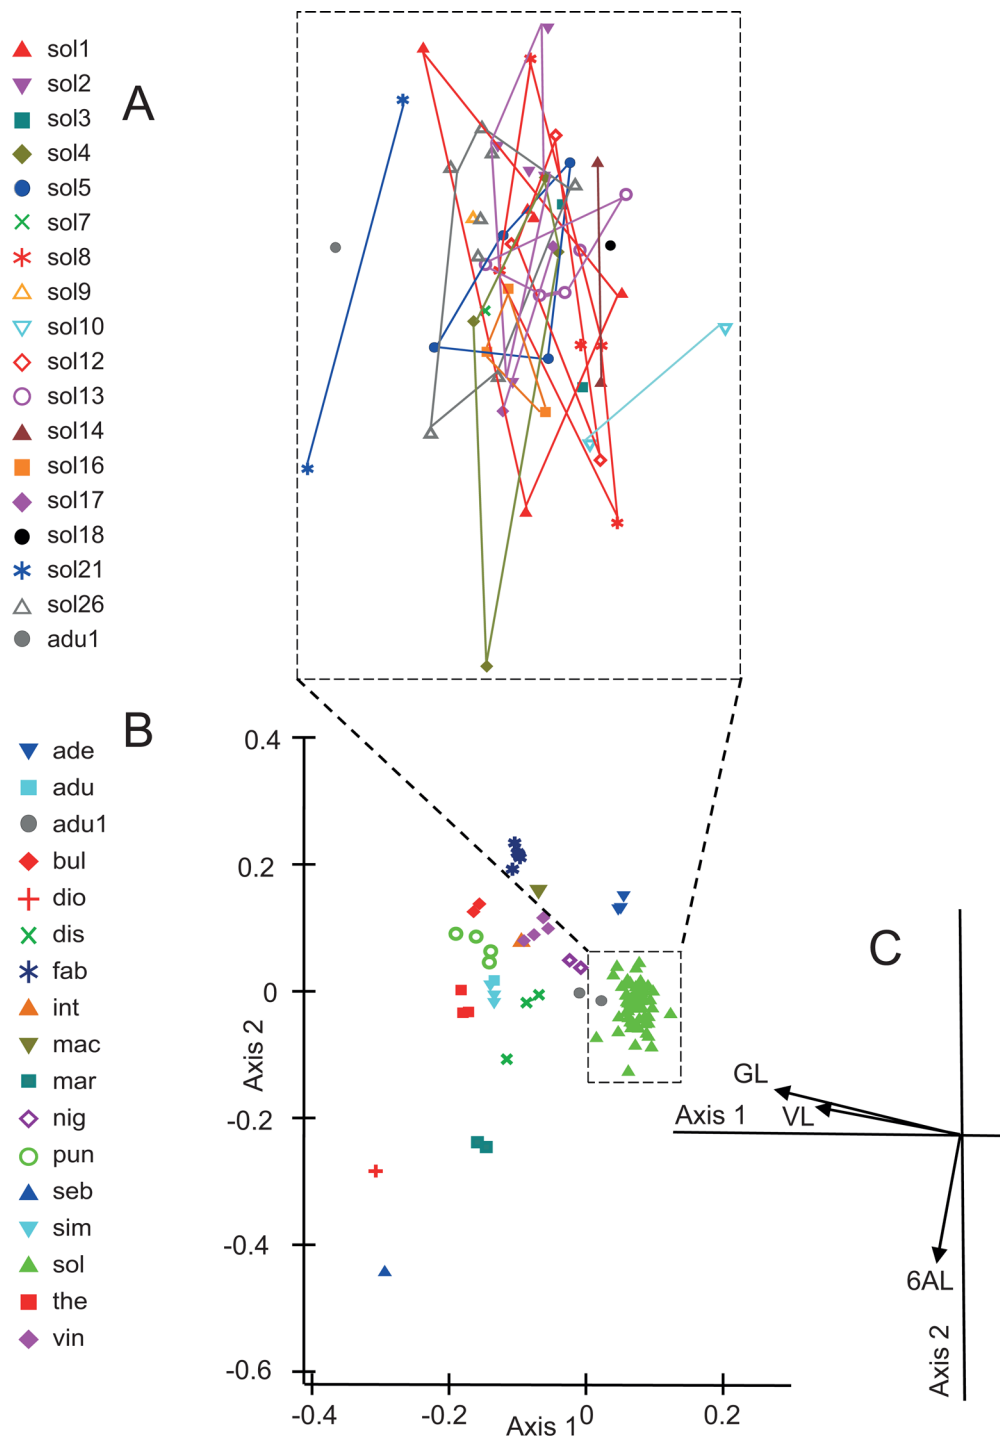 A
sol1
sol2
sol3
sol4
sol5
sol7
sol8
sol9
sol10
sol12
sol13
sol14
sol16
sol17
sol18
sol21
sol26
adu1
B
ade
adu
adu1
bul
dio
dis
fab
int
mac
mar
nig
pun
seb
sim
sol
the
vin
0.4
0.2
0
-0.2
-0.4
-0.6
Axis 2
-0.4
-0.2
0
0.2
Axis 1
C
GL
VL
Axis 1
6AL
Axis 2